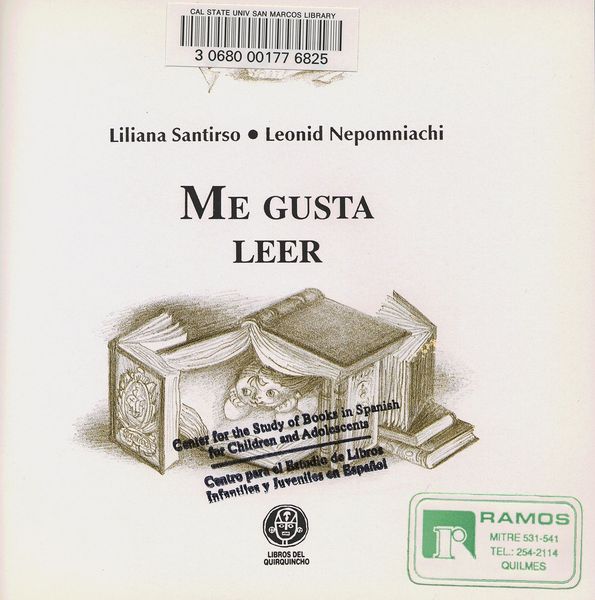 CAL STATE UNIV SAN MARCOS LIBRARY
3 0680 00177 6825
Liliana Santirso • Leonid Nepomniachi
ME GUSTA
LEER
Center for the Study of Books in Spanish
for Children and Adolescents
Centro para el Estudio de Libros
Infantiles y Juveniles en Español
LIBROS DEL
QUIRQUINCHO
r
RAMOS
MITRE 531-541
TEL.: 254-2114
QUILMES